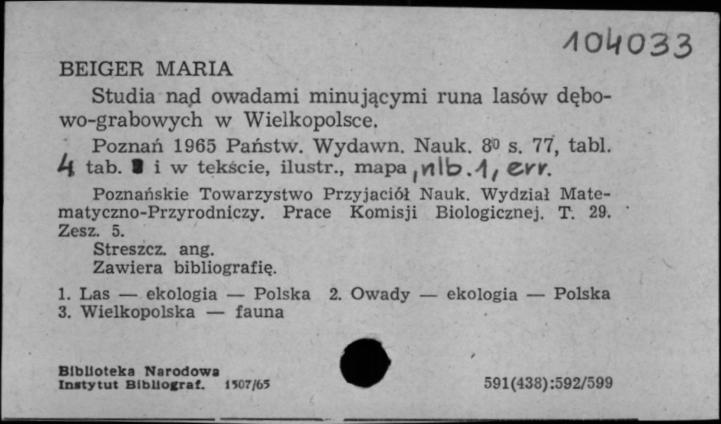 104033
BEIGER MARIA
Studia nad owadami minującymi runa lasów dębo-
wo-grabowych w Wielkopolsce.
Poznań 1965 Państw. Wydawn. Nauk. 8⁰ s. 77, tabl.
4 tab. i w tekście, ilustr., mapa, nlb. 1, err.
Poznańskie Towarzystwo Przyjaciół Nauk. Wydział Mate-
matyczno-Przyrodniczy. Prace Komisji Biologicznej. T. 29.
Zesz. 5.
Streszcz. ang.
Zawiera bibliografię.
1. Las — ekologia — Polska 2. Owady — ekologia — Polska
3. Wielkopolska — fauna
Biblioteka Narodowa
Instytut Bibliograf. 1507/65
591(438):592/599